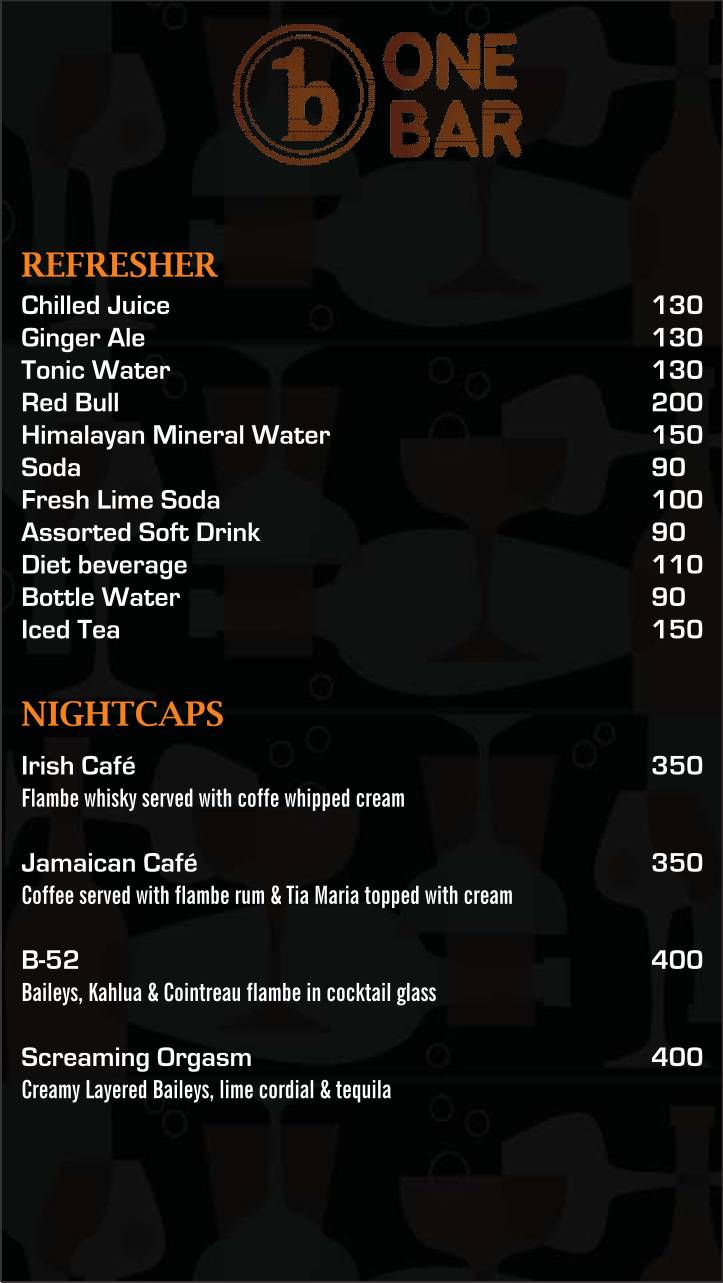 1b ONE
BAR
REFRESHER
Chilled Juice 130
Ginger Ale 130
Tonic Water 130
Red Bull 200
Himalayan Mineral Water 150
Soda 90
Fresh Lime Soda 100
Assorted Soft Drink 90
Diet beverage 110
Bottle Water 90
Iced Tea 150
NIGHTCAPS
Irish Café 350
Flambe whisky served with coffe whipped cream
Jamaican Café 350
Coffee served with flambe rum & Tia Maria topped with cream
B-52 400
Baileys, Kahlua & Cointreau flambe in cocktail glass
Screaming Orgasm 400
Creamy Layered Baileys, lime cordial & tequila